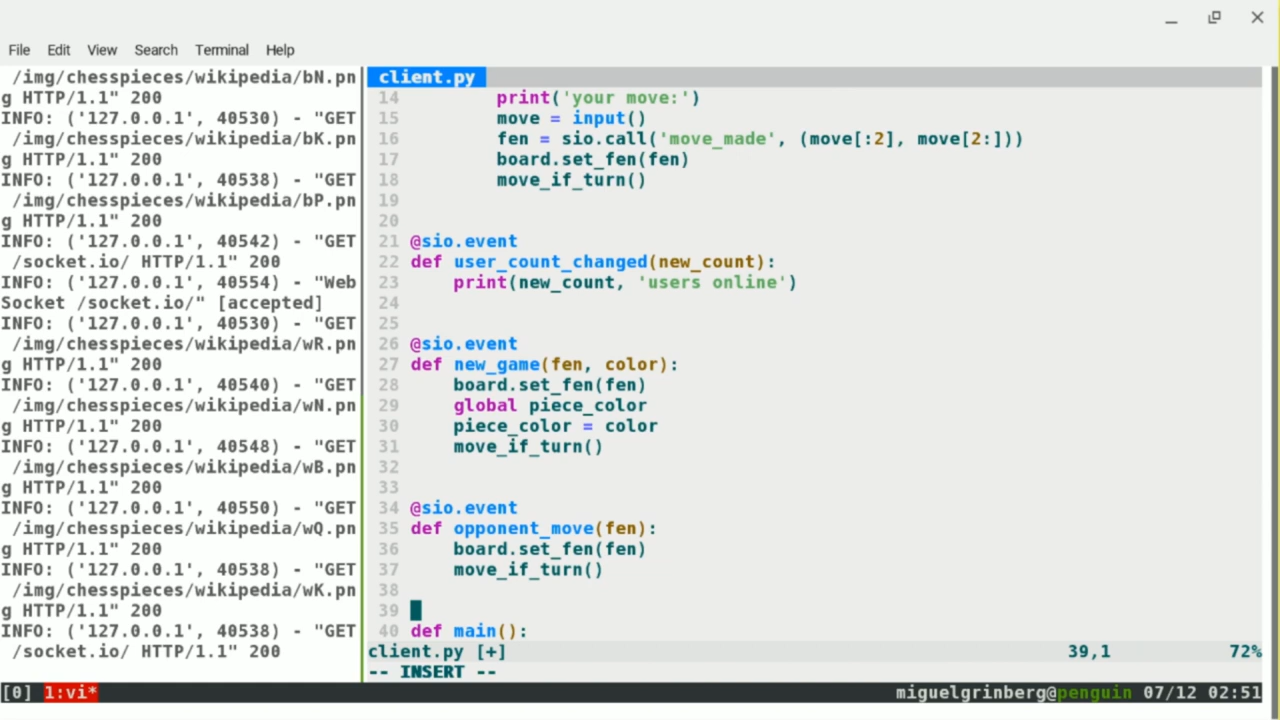 File Edit View Search Terminal Help
/img/chesspieces/wikipedia/bN.pn
g HTTP/1.1" 200
INFO: ('127.0.0.1', 40530) - "GET
/img/chesspieces/wikipedia/bK.pn
g HTTP/1.1" 200
INFO: ('127.0.0.1', 40538) - "GET
/img/chesspieces/wikipedia/bP.pn
g HTTP/1.1" 200
INFO: ('127.0.0.1', 40542) - "GET
/socket.io/ HTTP/1.1" 200
INFO: ('127.0.0.1', 40554) - "Web
Socket /socket.io/" [accepted]
INFO: ('127.0.0.1', 40530) - "GET
/img/chesspieces/wikipedia/wR.pn
g HTTP/1.1" 200
INFO: ('127.0.0.1', 40540) - "GET
/img/chesspieces/wikipedia/wN.pn
g HTTP/1.1" 200
INFO: ('127.0.0.1', 40548) - "GET
/img/chesspieces/wikipedia/wB.pn
g HTTP/1.1" 200
INFO: ('127.0.0.1', 40550) - "GET
/img/chesspieces/wikipedia/wQ.pn
g HTTP/1.1" 200
INFO: ('127.0.0.1', 40538) - "GET
/img/chesspieces/wikipedia/wK.pn
g HTTP/1.1" 200
INFO: ('127.0.0.1', 40538) - "GET
/socket.io/ HTTP/1.1" 200
client.py
14         print('your move:')
15         move = input()
16         fen = sio.call('move_made', (move[:2], move[2:]))
17         board.set_fen(fen)
18         move_if_turn()
19
20
21 @sio.event
22 def user_count_changed(new_count):
23     print(new_count, 'users online')
24
25
26 @sio.event
27 def new_game(fen, color):
28     board.set_fen(fen)
29     global piece_color
30     piece_color = color
31     move_if_turn()
32
33
34 @sio.event
35 def opponent_move(fen):
36     board.set_fen(fen)
37     move_if_turn()
38
39
40 def main():
client.py [+] 39,1 72%
-- INSERT --
[0] 1:vi* miguelgrinberg@penguin 07/12 02:51